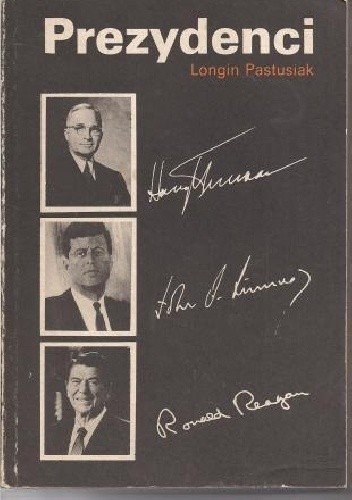 Prezydenci
Longin Pastusiak
Harry Truman
John F. Kennedy
Ronald Reagan